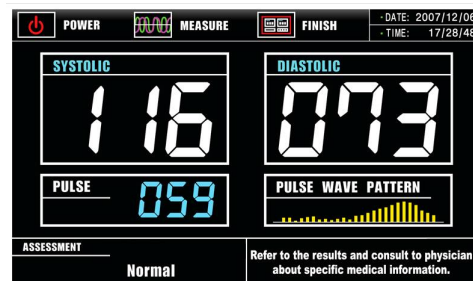 POWER MEASURE FINISH
DATE: 2007/12/06
TIME: 17/28/48
SYSTOLIC
116
DIASTOLIC
073
PULSE
059
PULSE WAVE PATTERN
ASSESSMENT
Normal
Refer to the results and consult to physician
about specific medical information.